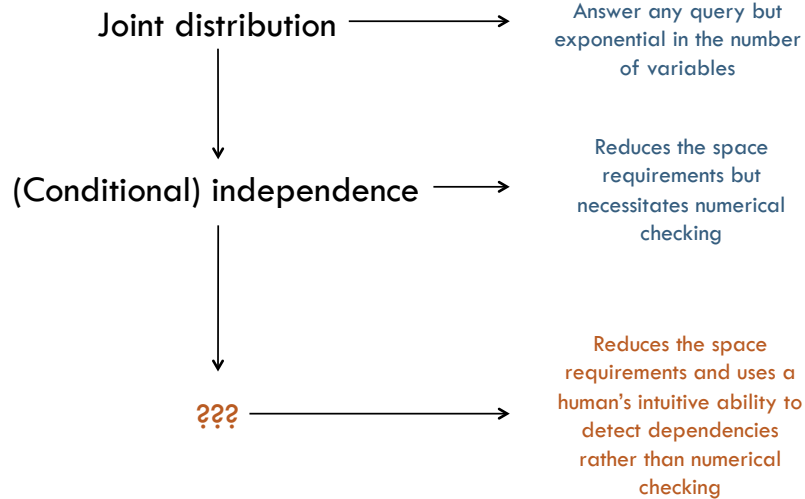 Joint distribution
Answer any query but
exponential in the number
of variables
(Conditional) independence
Reduces the space
requirements but
necessitates numerical
checking
???
Reduces the space
requirements and uses a
human's intuitive ability to
detect dependencies
rather than numerical
checking